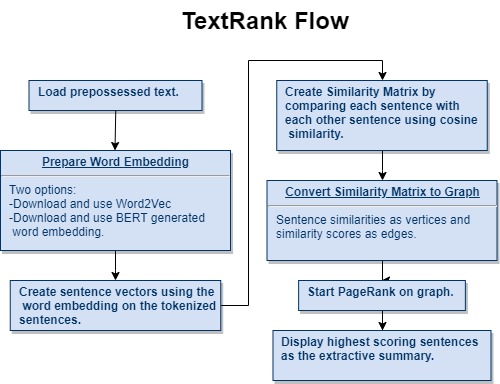 TextRank Flow
Load prepossessed text.
Prepare Word Embedding
Two options:
-Download and use Word2Vec
-Download and use BERT generated
word embedding.
Create sentence vectors using the
word embedding on the tokenized
sentences.
Create Similarity Matrix by
comparing each sentence with
each other sentence using cosine
similarity.
Convert Similarity Matrix to Graph
Sentence similarities as vertices and
similarity scores as edges.
Start PageRank on graph.
Display highest scoring sentences
as the extractive summary.